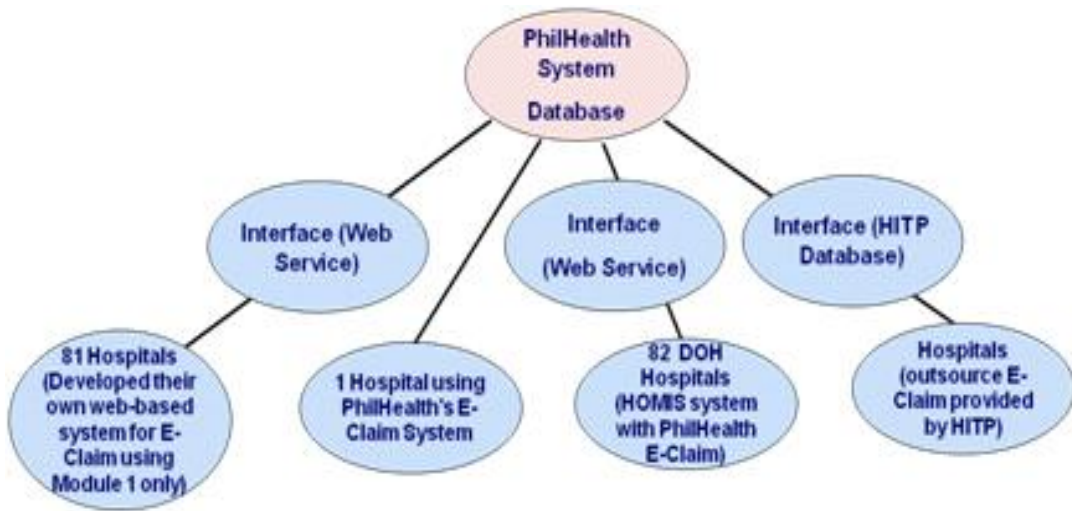 PhilHealth
System
Database
Interface (Web
Service)
Interface
(Web Service)
Interface (HITP
Database)
81 Hospitals
(Developed their
own web-based
system for E-
Claim using
Module 1 only)
1 Hospital using
PhilHealth's E-
Claim System
82 DOH
Hospitals
(HOMIS system
with PhilHealth
E-Claim)
Hospitals
(outsource E-
Claim provided
by HITP)